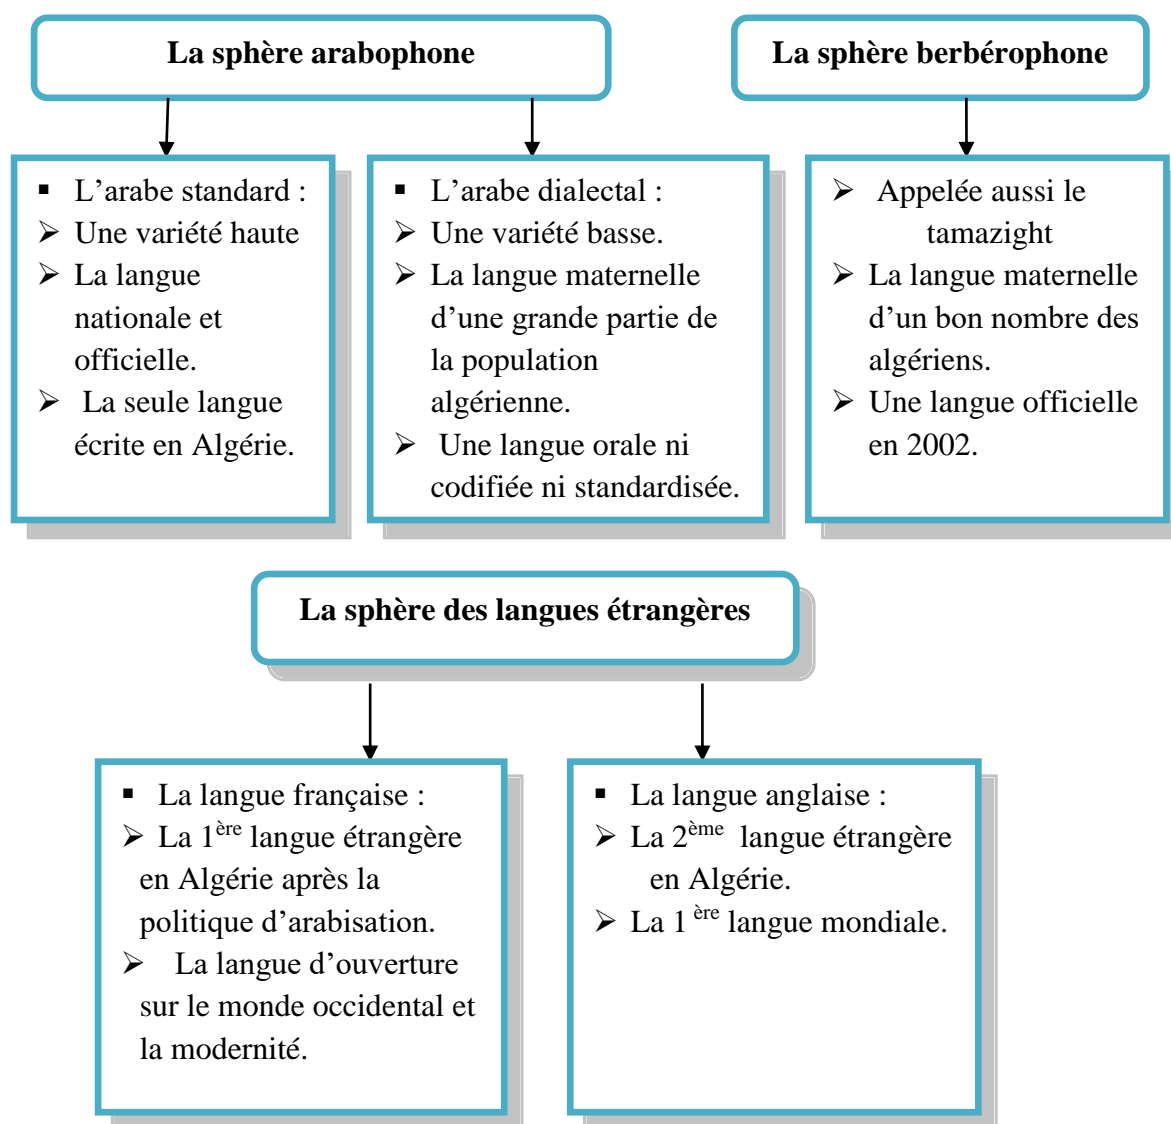 La sphère arabophone
La sphère berbérophone
▪ L’arabe standard :
➢ Une variété haute
➢ La langue
nationale et
officielle.
➢ La seule langue
écrite en Algérie.
▪ L’arabe dialectal :
➢ Une variété basse.
➢ La langue maternelle
d’une grande partie de
la population
algérienne.
➢ Une langue orale ni
codifiée ni standardisée.
➢ Appelée aussi le
tamazight
➢ La langue maternelle
d’un bon nombre des
algériens.
➢ Une langue officielle
en 2002.
La sphère des langues étrangères
▪ La langue française :
➢ La 1ère langue étrangère
en Algérie après la
politique d’arabisation.
➢ La langue d’ouverture
sur le monde occidental et
la modernité.
▪ La langue anglaise :
➢ La 2ème langue étrangère
en Algérie.
➢ La 1 ère langue mondiale.